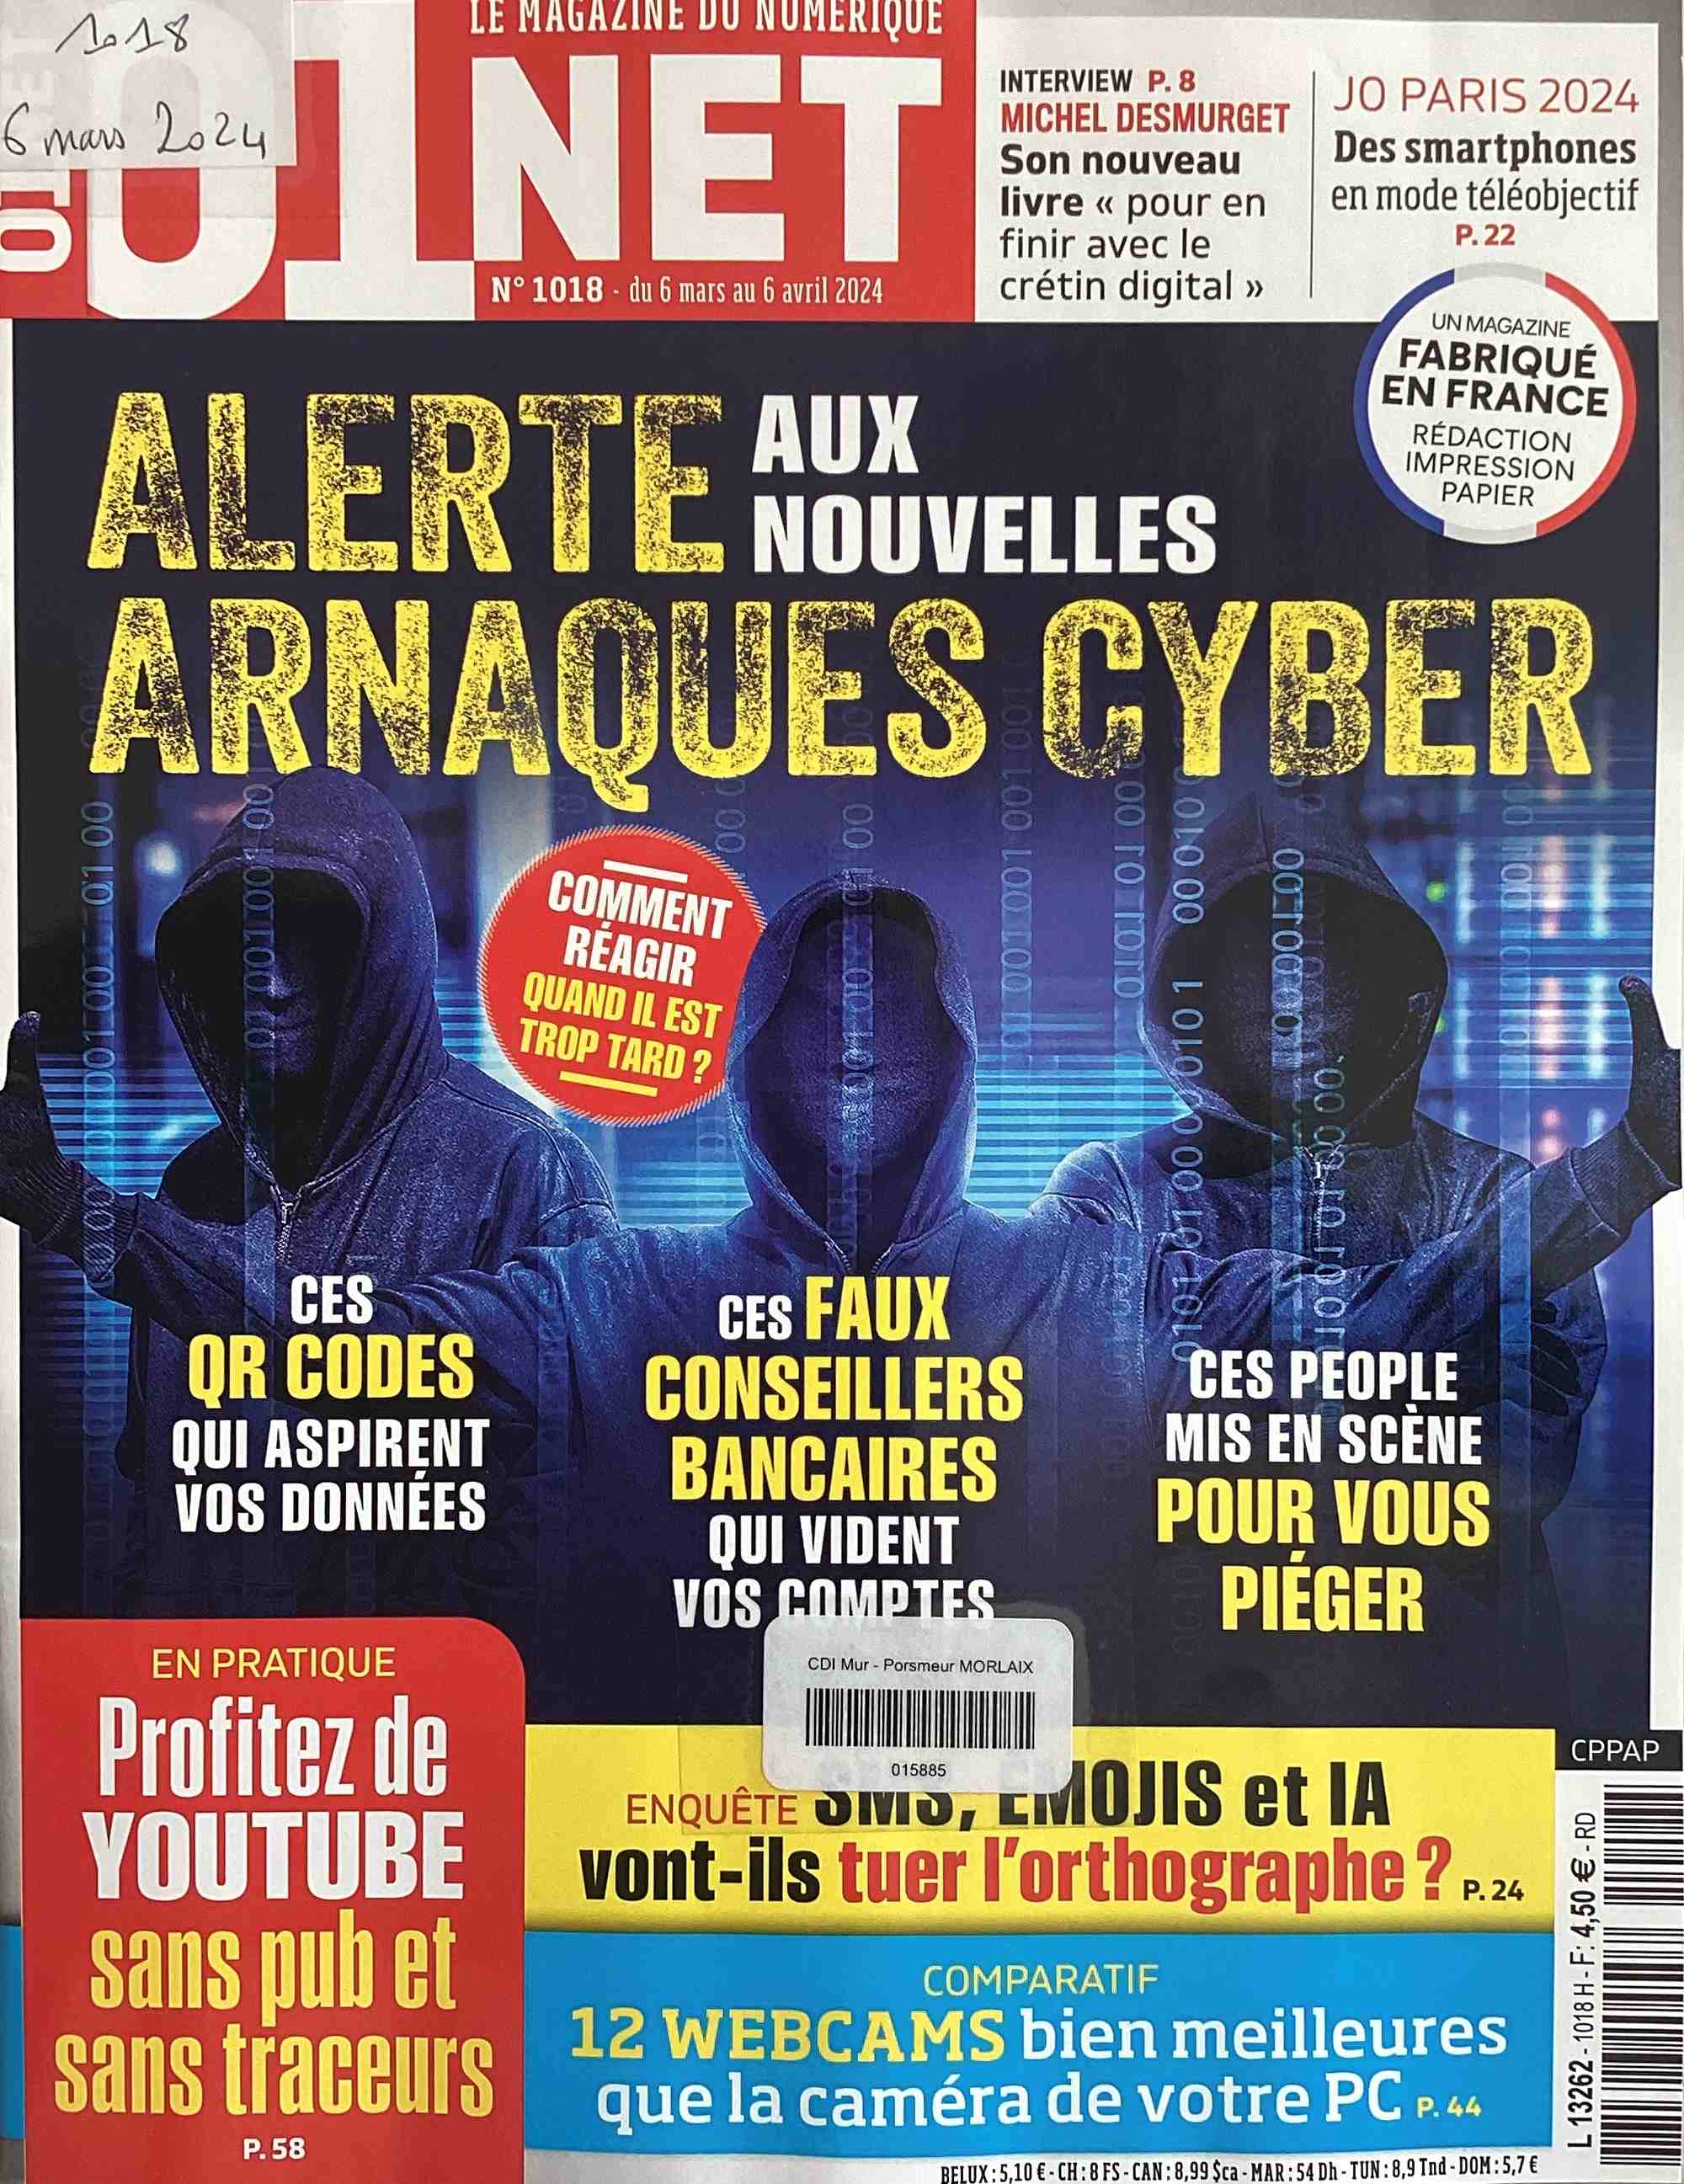 1018
6 mars 2024
LE MAGAZINE DU NUMÉRIQUE
01NET
N° 1018 - du 6 mars au 6 avril 2024
INTERVIEW P. 8
MICHEL DESMURGET
Son nouveau
livre « pour en
finir avec le
crétin digital »
JO PARIS 2024
Des smartphones
en mode téléobjectif
P. 22
UN MAGAZINE
FABRIQUÉ
EN FRANCE
RÉDACTION
IMPRESSION
PAPIER
ALERTE AUX
NOUVELLES
ARNAQUES CYBER
COMMENT
RÉAGIR
QUAND IL EST
TROP TARD ?
CES
QR CODES
QUI ASPIRENT
VOS DONNÉES
CES FAUX
CONSEILLERS
BANCAIRES
QUI VIDENT
VOS COMPTES
CES PEOPLE
MIS EN SCÈNE
POUR VOUS
PIÉGER
CDI Mur - Porsmeur MORLAIX
015885
EN PRATIQUE
Profitez de
YOUTUBE
sans pub et
sans traceurs
P. 58
ENQUÊTE SMS, EMOJIS et IA
vont-ils tuer l'orthographe ? P. 24
COMPARATIF
12 WEBCAMS bien meilleures
que la caméra de votre PC P. 44
CPPAP
L 13262 - 1018 H - F: 4,50 € - RD
BELUX : 5,10 € - CH : 8 FS - CAN : 8,99 $ca - MAR : 54 Dh - TUN : 8,9 Tnd - DOM : 5,7 €